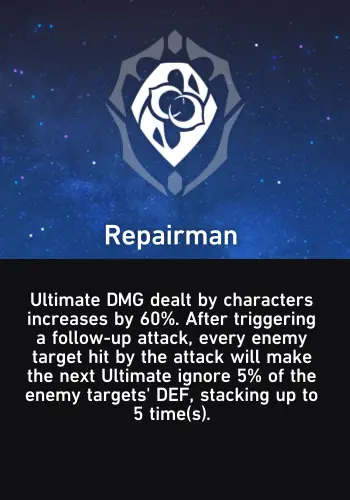 Repairman
Ultimate DMG dealt by characters
increases by 60%. After triggering
a follow-up attack, every enemy
target hit by the attack will make
the next Ultimate ignore 5% of the
enemy targets' DEF, stacking up to
5 time(s).